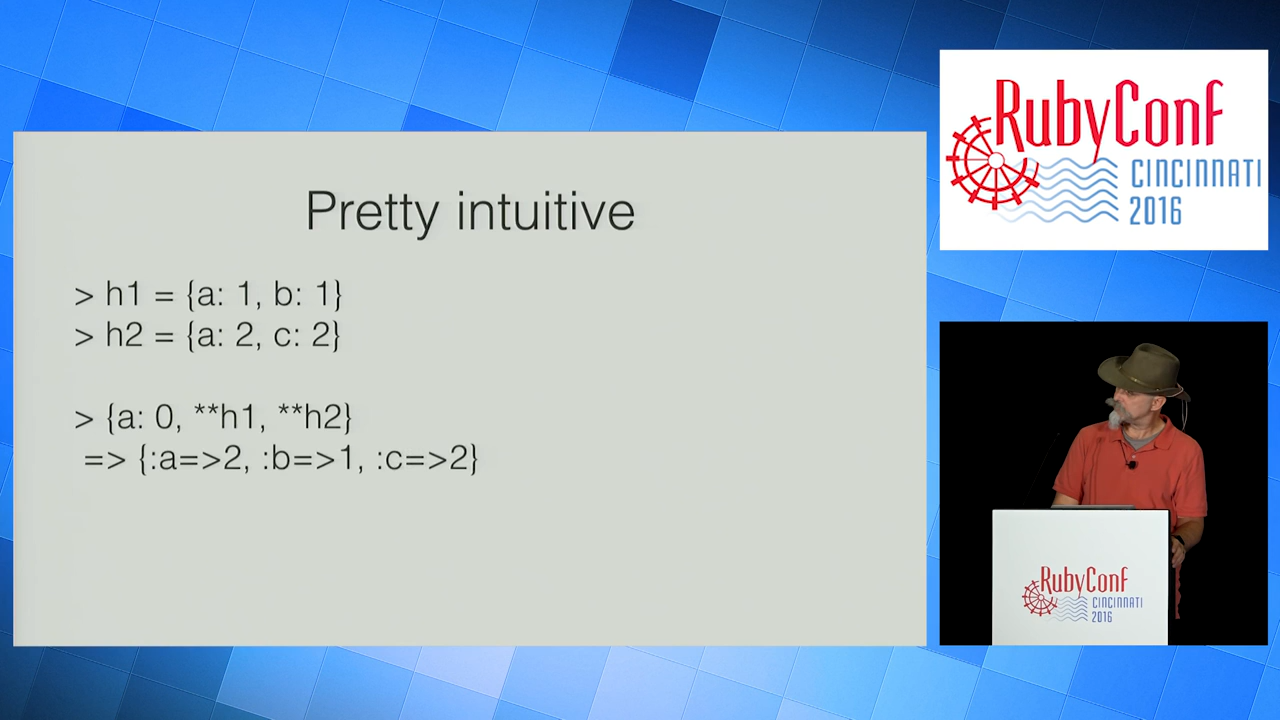 Pretty intuitive
> h1 = {a: 1, b: 1}
> h2 = {a: 2, c: 2}
> {a: 0, **h1, **h2}
=> {:a=>2, :b=>1, :c=>2}
RubyConf
CINCINNATI
2016
RubyConf
CINCINNATI
2016